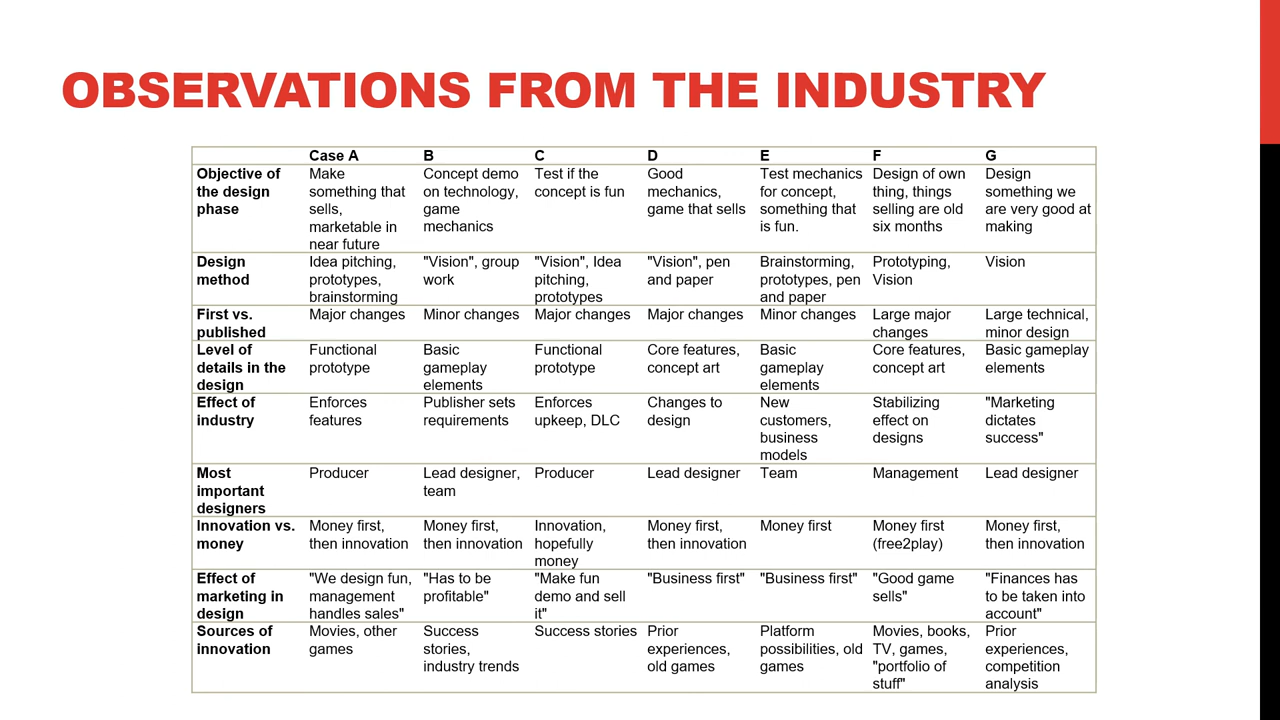 OBSERVATIONS FROM THE INDUSTRY
Case A B C D E F G
Objective of the design phase | Make something that sells, marketable in near future | Concept demo on technology, game mechanics | Test if the concept is fun | Good mechanics, game that sells | Test mechanics for concept, something that is fun. | Design of own thing, things selling are old six months | Design something we are very good at making
Design method | Idea pitching, prototypes, brainstorming | "Vision", group work | "Vision", Idea pitching, prototypes | "Vision", pen and paper | Brainstorming, prototypes, pen and paper | Prototyping, Vision | Vision
First vs. published | Major changes | Minor changes | Major changes | Major changes | Minor changes | Large major changes | Large technical, minor design
Level of details in the design | Functional prototype | Basic gameplay elements | Functional prototype | Core features, concept art | Basic gameplay elements | Core features, concept art | Basic gameplay elements
Effect of industry | Enforces features | Publisher sets requirements | Enforces upkeep, DLC | Changes to design | New customers, business models | Stabilizing effect on designs | "Marketing dictates success"
Most important designers | Producer | Lead designer, team | Producer | Lead designer | Team | Management | Lead designer
Innovation vs. money | Money first, then innovation | Money first, then innovation | Innovation, hopefully money | Money first, then innovation | Money first | Money first (free2play) | Money first, then innovation
Effect of marketing in design | "We design fun, management handles sales" | "Has to be profitable" | "Make fun demo and sell it" | "Business first" | "Business first" | "Good game sells" | "Finances has to be taken into account"
Sources of innovation | Movies, other games | Success stories, industry trends | Success stories | Prior experiences, old games | Platform possibilities, old games | Movies, books, TV, games, "portfolio of stuff" | Prior experiences, competition analysis